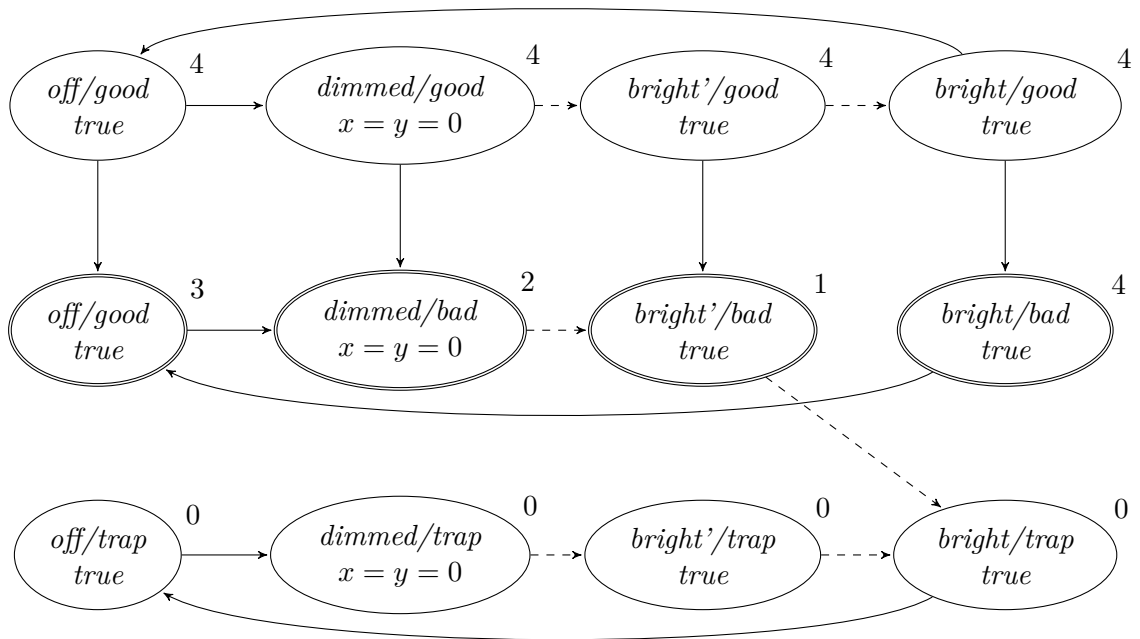 4
4
4
4
off/good
true
dimmed/good
x = y = 0
bright'/good
true
bright/good
true
3
2
1
4
off/good
true
dimmed/bad
x = y = 0
bright'/bad
true
bright/bad
true
0
0
0
0
off/trap
true
dimmed/trap
x = y = 0
bright'/trap
true
bright/trap
true